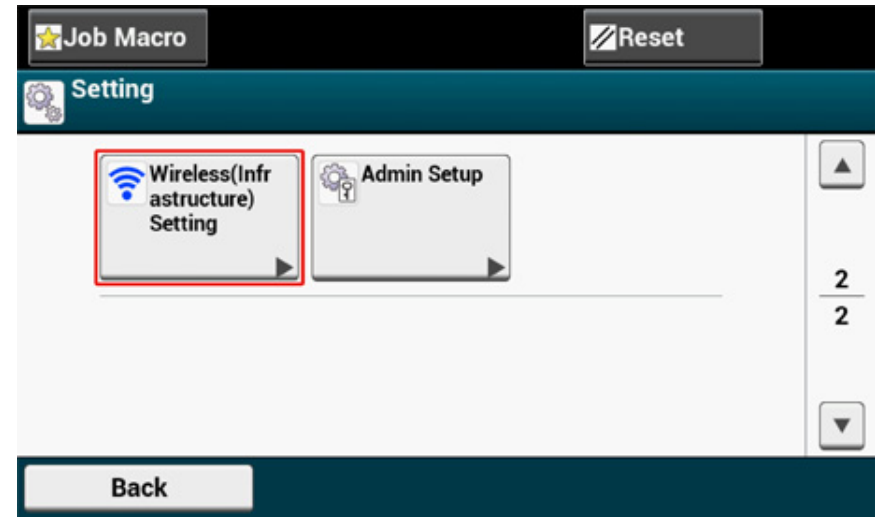 Job Macro
Reset
Setting
Wireless(Infr
astructure)
Setting
Admin Setup
2
2
Back